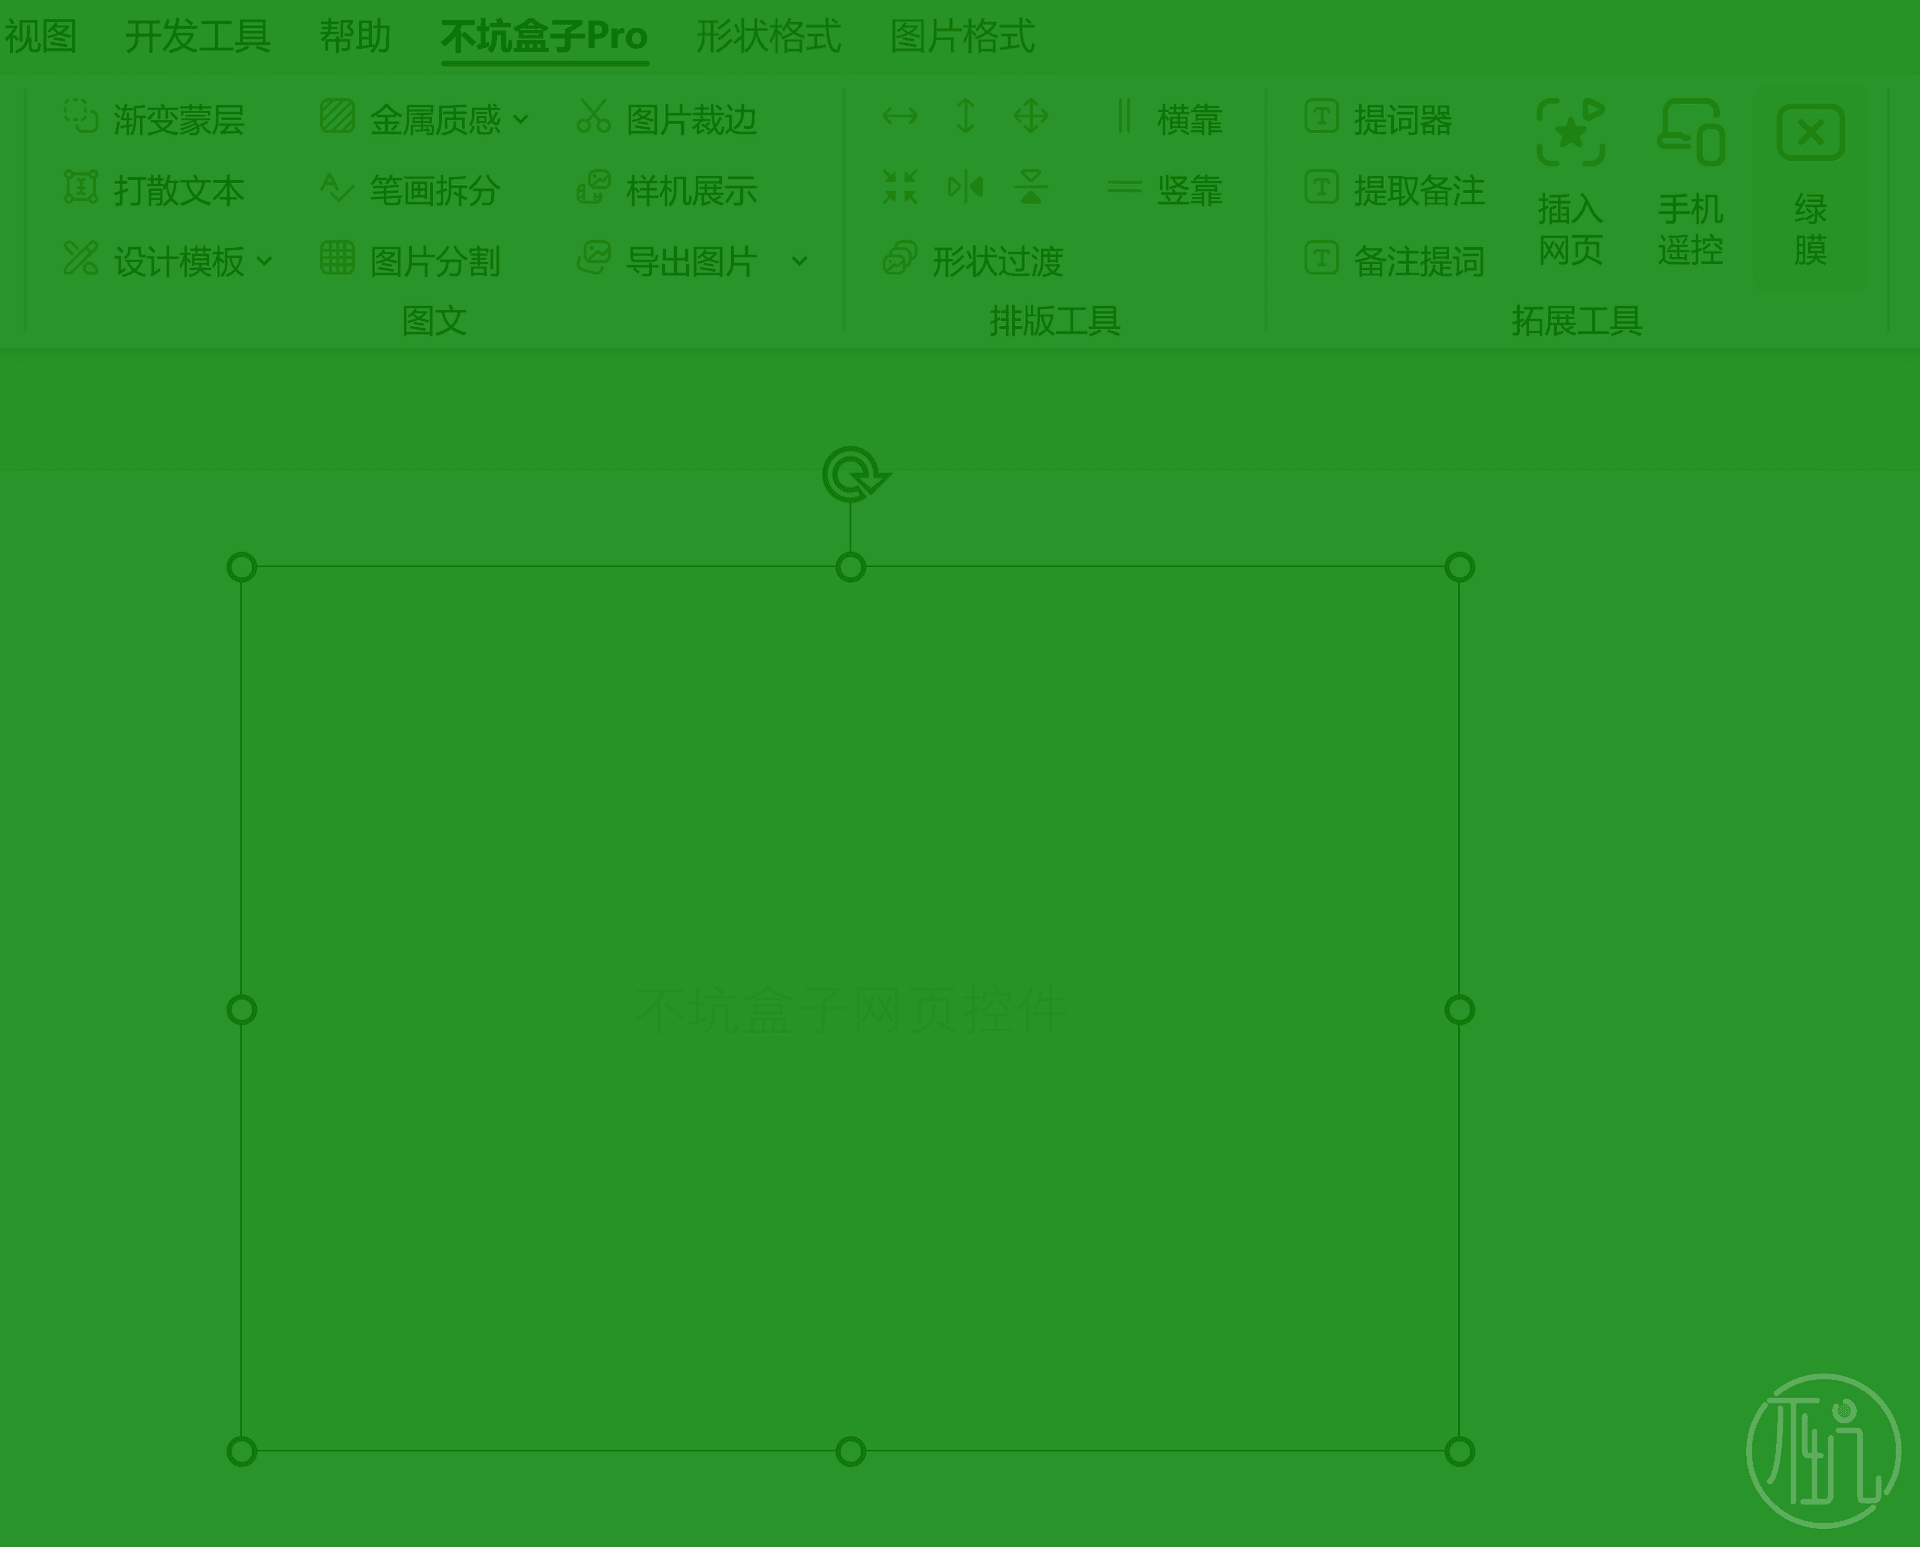 视图 开发工具 帮助 不坑盒子Pro 形状格式 图片格式
渐变蒙层 金属质感 图片裁边 横靠 提词器
打散文本 笔画拆分 样机展示 竖靠 提取备注
设计模板 图片分割 导出图片 形状过渡 备注提词
插入
网页
手机
遥控
绿
膜
图文 排版工具 拓展工具
不坑盒子网页控件
不坑